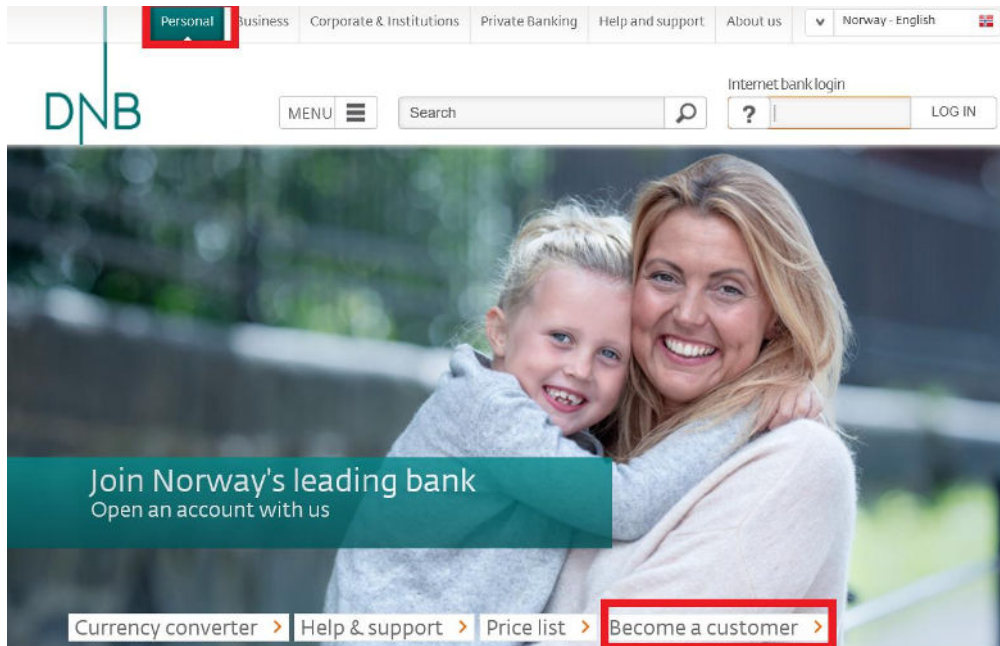 Personal Business Corporate & Institutions Private Banking Help and support About us Norway - English
Internet bank login
DNB
MENU Search ? LOG IN
Join Norway's leading bank
Open an account with us
Currency converter > Help & support > Price list > Become a customer >